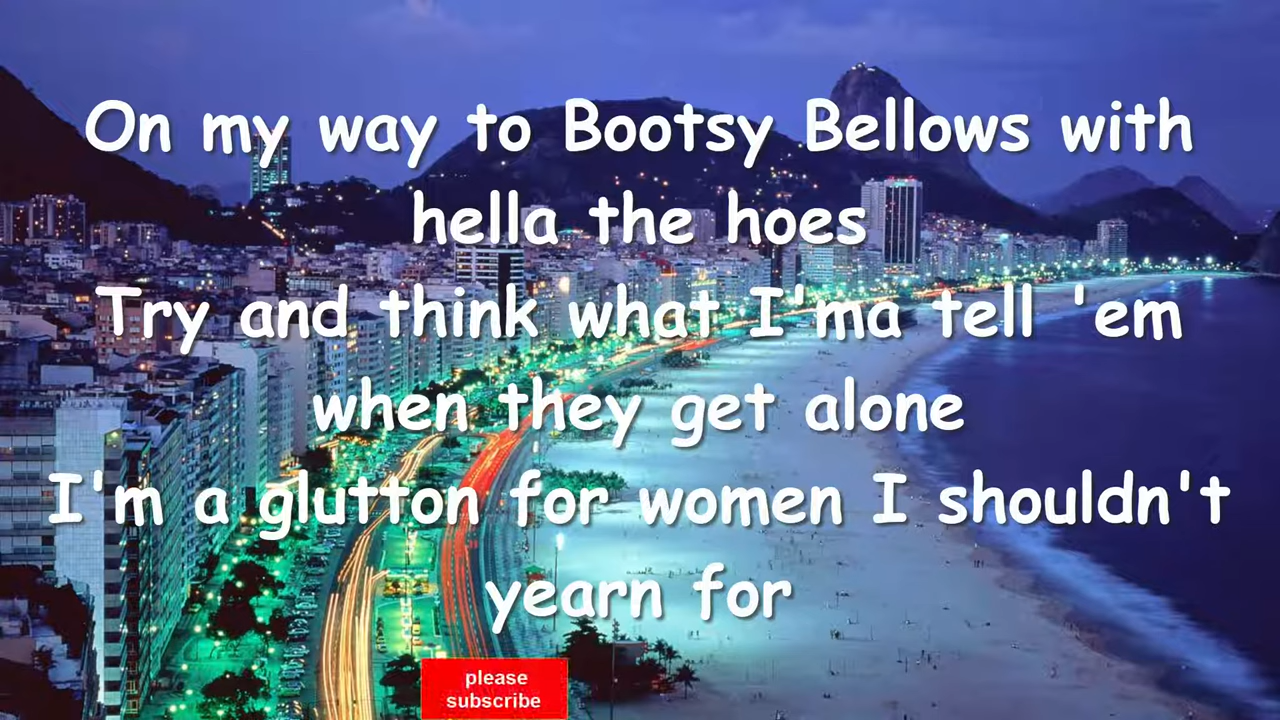 On my way to Bootsy Bellows with
hella the hoes
Try and think what I'ma tell 'em
when they get alone
I'm a glutton for women I shouldn't
yearn for
please
subscribe